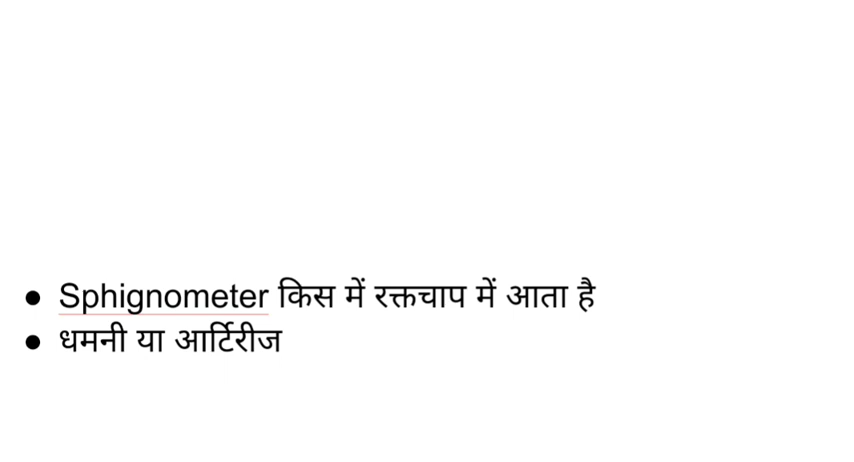 ● Sphignometer किस में रक्तचाप में आता है
● धमनी या आर्टिरीज